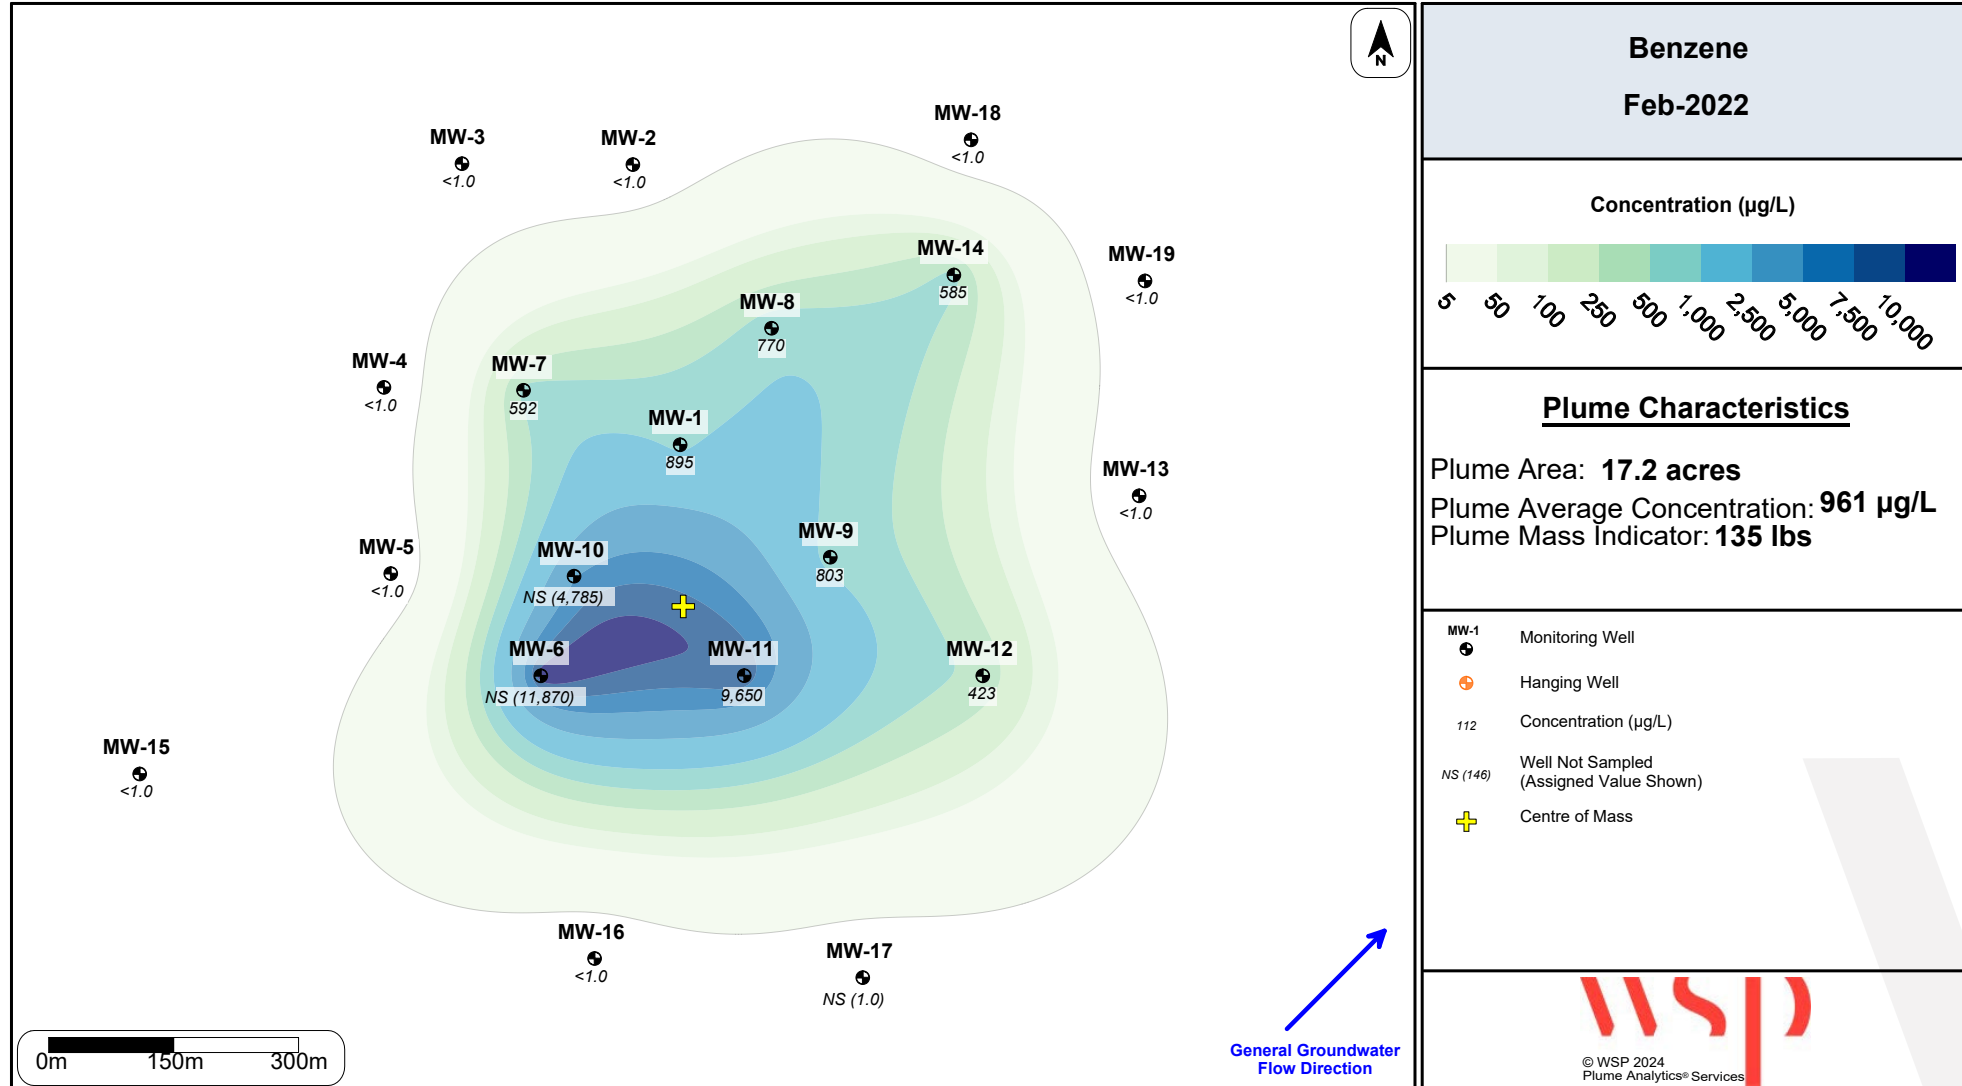 N
MW-18
<1.0
MW-3
<1.0
MW-2
<1.0
MW-14
585
MW-19
<1.0
MW-8
770
MW-4
<1.0
MW-7
592
MW-1
895
MW-13
<1.0
MW-9
803
MW-5
<1.0
MW-10
NS (4,785)
MW-6
NS (11,870)
MW-11
9,650
MW-12
423
MW-15
<1.0
MW-16
<1.0
MW-17
NS (1.0)
General Groundwater
Flow Direction
0m 150m 300m
Benzene
Feb-2022
Concentration (µg/L)
5 50 100 250 500 1,000 2,500 5,000 7,500 10,000
Plume Characteristics
Plume Area: 17.2 acres
Plume Average Concentration: 961 µg/L
Plume Mass Indicator: 135 lbs
MW-1
Monitoring Well
Hanging Well
112 Concentration (µg/L)
NS (146) Well Not Sampled
(Assigned Value Shown)
Centre of Mass
wsp
© WSP 2024
Plume Analytics® Services